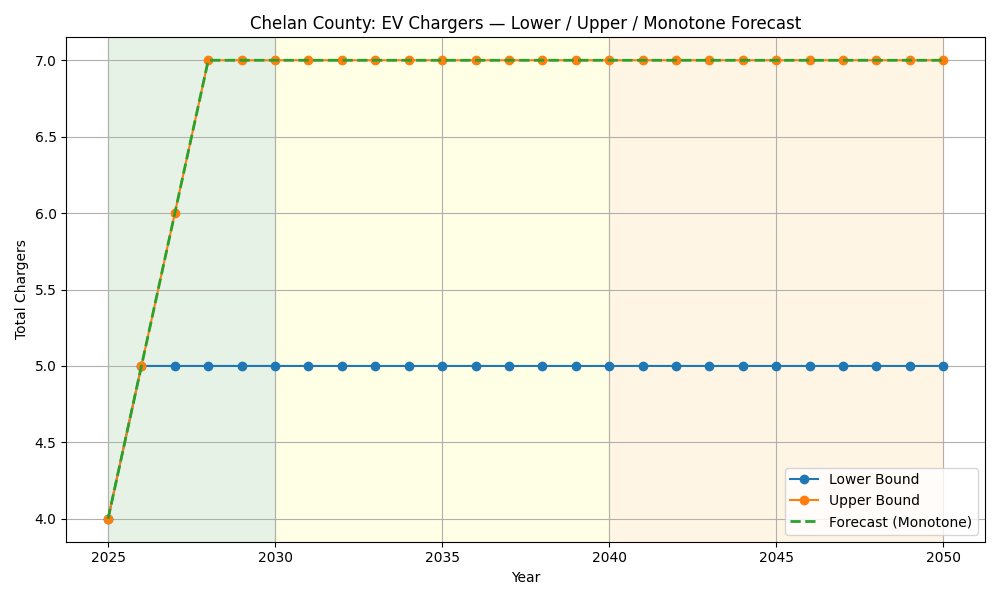 Chelan County: EV Chargers — Lower / Upper / Monotone Forecast
Total Chargers
7.0
6.5
6.0
5.5
5.0
4.5
4.0
Lower Bound
Upper Bound
Forecast (Monotone)
2025 2030 2035 2040 2045 2050
Year